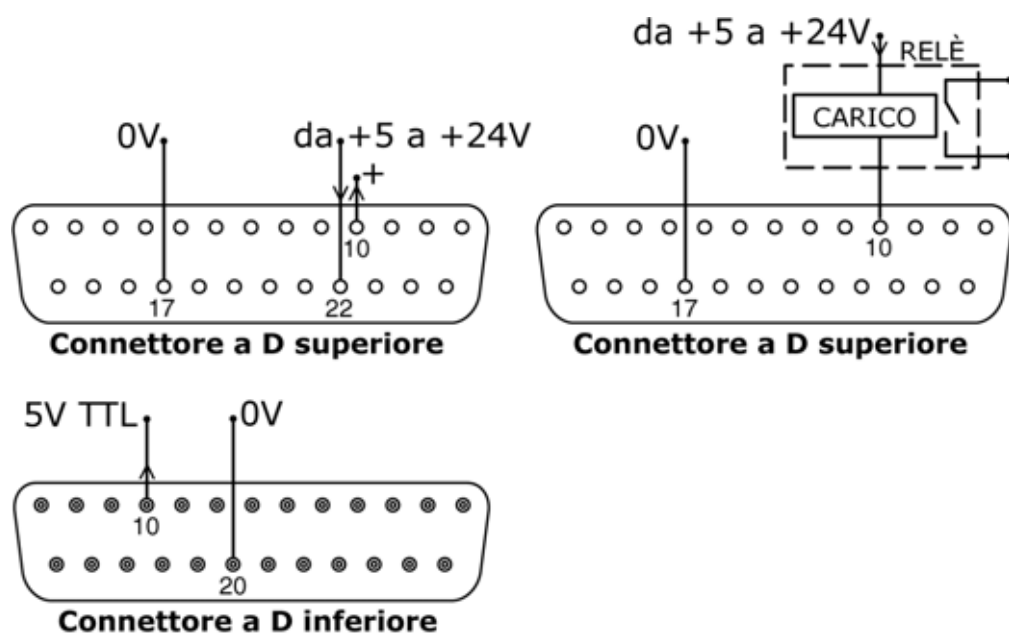 da +5 a +24V
RELÈ
CARICO
0V
da +5 a +24V
+
10
17
22
Connettore a D superiore
0V
10
17
Connettore a D superiore
5V TTL
0V
10
20
Connettore a D inferiore